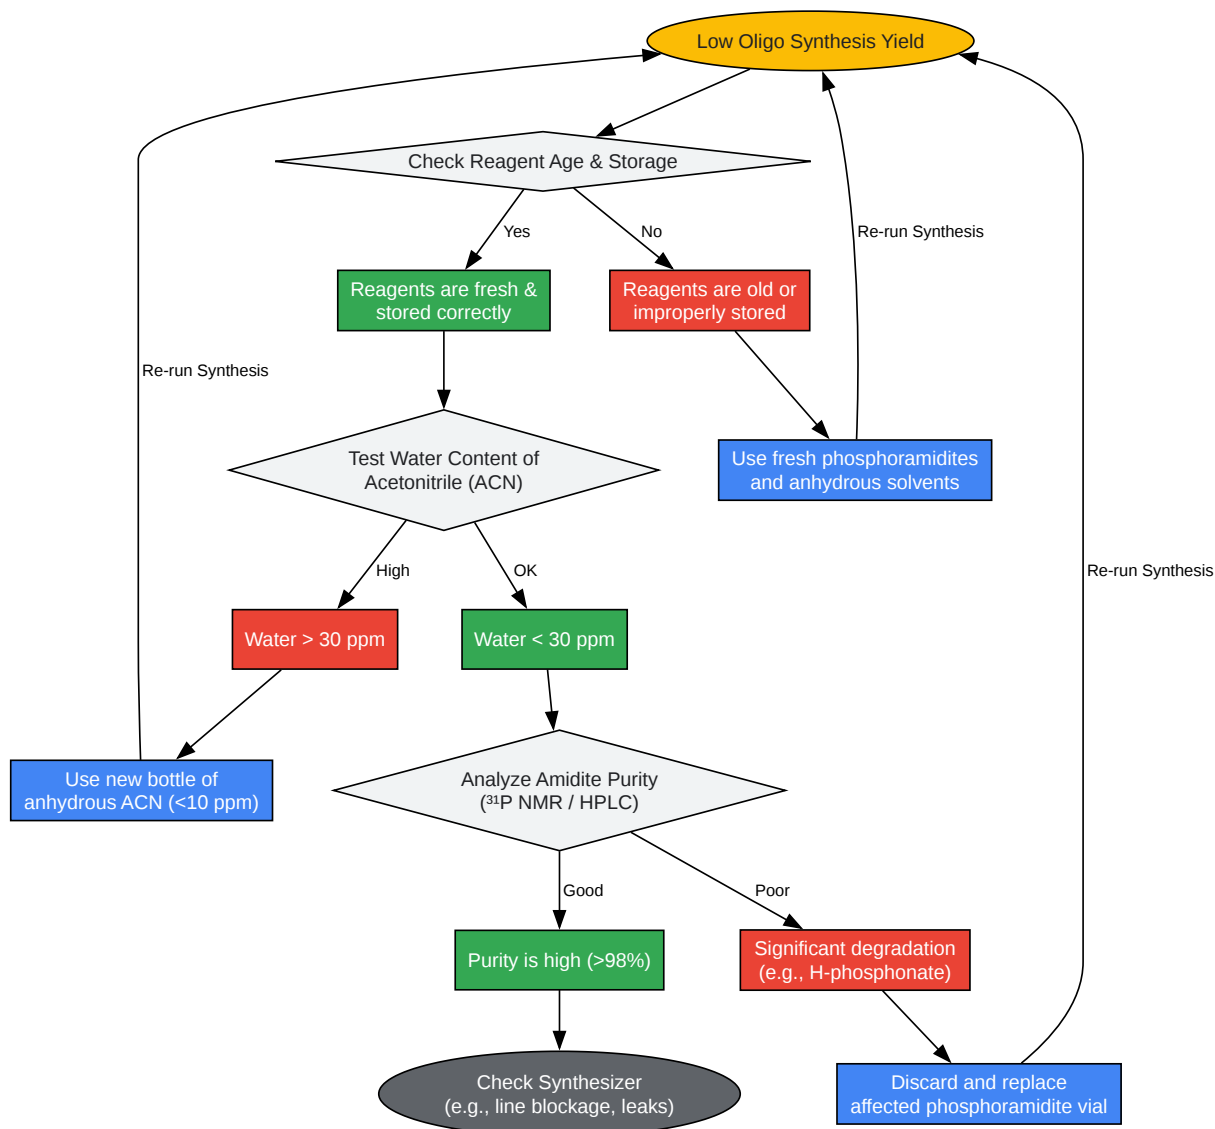 Low Oligo Synthesis Yield
Check Reagent Age & Storage
Yes
No
Re-run Synthesis
Reagents are fresh &
stored correctly
Reagents are old or
improperly stored
Re-run Synthesis
Test Water Content of
Acetonitrile (ACN)
Use fresh phosphoramidites
and anhydrous solvents
High
OK
Re-run Synthesis
Water > 30 ppm
Water < 30 ppm
Use new bottle of
anhydrous ACN (<10 ppm)
Analyze Amidite Purity
(³¹P NMR / HPLC)
Good
Poor
Purity is high (>98%)
Significant degradation
(e.g., H-phosphonate)
Check Synthesizer
(e.g., line blockage, leaks)
Discard and replace
affected phosphoramidite vial